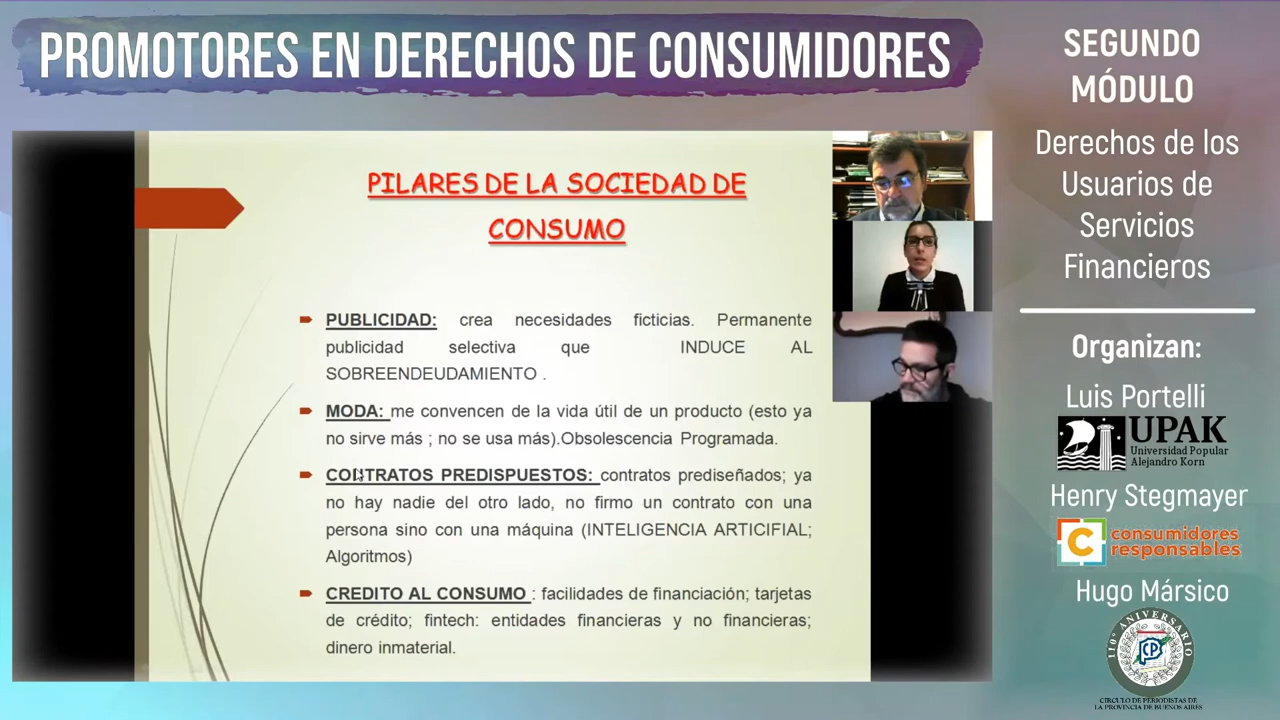 PROMOTORES EN DERECHOS DE CONSUMIDORES
PILARES DE LA SOCIEDAD DE
CONSUMO
PUBLICIDAD: crea necesidades ficticias. Permanente
publicidad selectiva que INDUCE AL
SOBREENDEUDAMIENTO .
MODA: me convencen de la vida útil de un producto (esto ya
no sirve más ; no se usa más).Obsolescencia Programada.
CONTRATOS PREDISPUESTOS: contratos prediseñados; ya
no hay nadie del otro lado, no firmo un contrato con una
persona sino con una máquina (INTELIGENCIA ARTICIFIAL;
Algoritmos)
CREDITO AL CONSUMO : facilidades de financiación; tarjetas
de crédito; fintech: entidades financieras y no financieras;
dinero inmaterial.
SEGUNDO
MÓDULO
Derechos de los
Usuarios de
Servicios
Financieros
Organizan:
Luis Portelli
UPAK
Universidad Popular
Alejandro Korn
Henry Stegmayer
C consumidores
responsables
Hugo Mársico
110º ANIVERSARIO
CP
CÍRCULO DE PERIODISTAS DE
LA PROVINCIA DE BUENOS AIRES